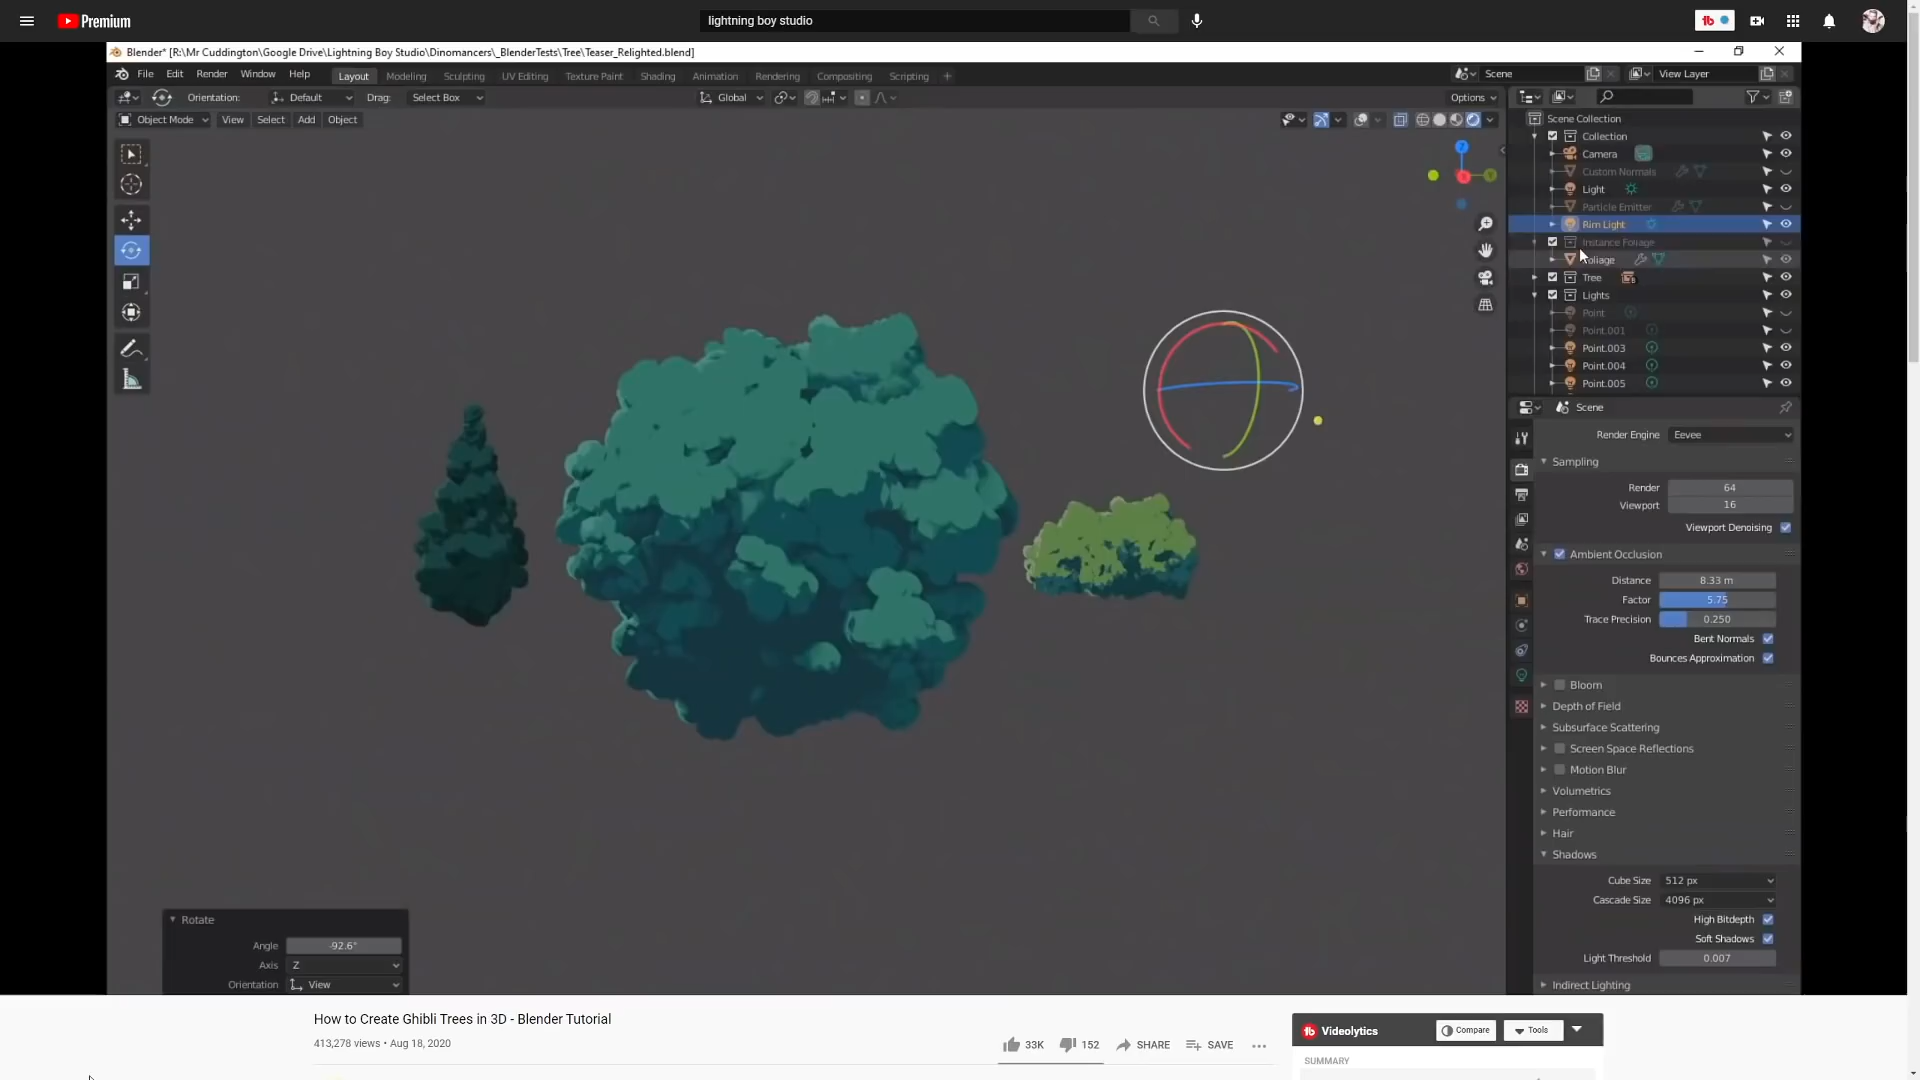 Premium
lightning boy studio
Blender* [R:\Mr Cuddington\Google Drive\Lightning Boy Studio\Dinomancers\_BlenderTests\Tree\Teaser_Relighted.blend]
File Edit Render Window Help
Layout Modeling Sculpting UV Editing Texture Paint Shading Animation Rendering Compositing Scripting +
Scene
View Layer
Orientation: Default Drag: Select Box
Global
Options
Object Mode View Select Add Object
Z
X
Y
Scene Collection
Collection
Camera
Custom Normals
Light
Particle Emitter
Rim Light
Instance Foliage
Foliage
Tree
Lights
Point
Point.001
Point.003
Point.004
Point.005
Scene
Render Engine Eevee
Sampling
Render 64
Viewport 16
Viewport Denoising
Ambient Occlusion
Distance 8.33 m
Factor 5.75
Trace Precision 0.250
Bent Normals
Bounces Approximation
Bloom
Depth of Field
Subsurface Scattering
Screen Space Reflections
Motion Blur
Volumetrics
Performance
Hair
Shadows
Cube Size 512 px
Cascade Size 4096 px
High Bitdepth
Soft Shadows
Light Threshold 0.007
Indirect Lighting
Rotate
Angle -92.6°
Axis Z
Orientation View
How to Create Ghibli Trees in 3D - Blender Tutorial
413,278 views • Aug 18, 2020
33K 152 SHARE SAVE
Videolytics Compare Tools
SUMMARY